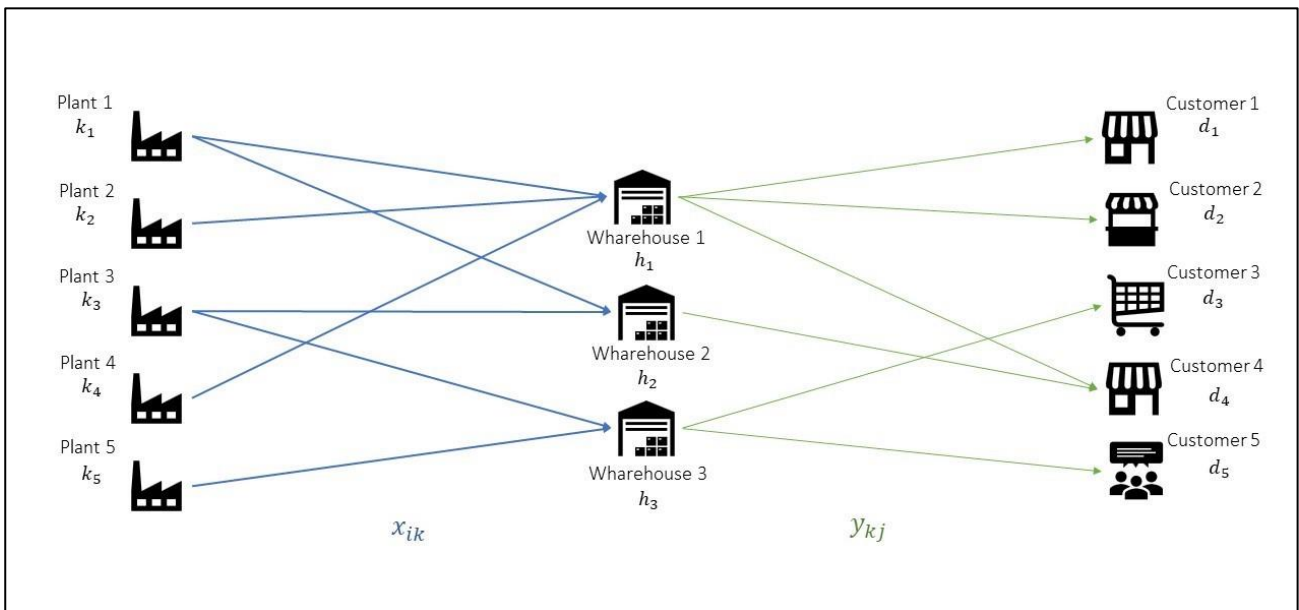 Plant 1
k₁
Plant 2
k₂
Plant 3
k₃
Plant 4
k₄
Plant 5
k₅
Wharehouse 1
h₁
Wharehouse 2
h₂
Wharehouse 3
h₃
Customer 1
d₁
Customer 2
d₂
Customer 3
d₃
Customer 4
d₄
Customer 5
d₅
xᵢₖ
yₖⱼ